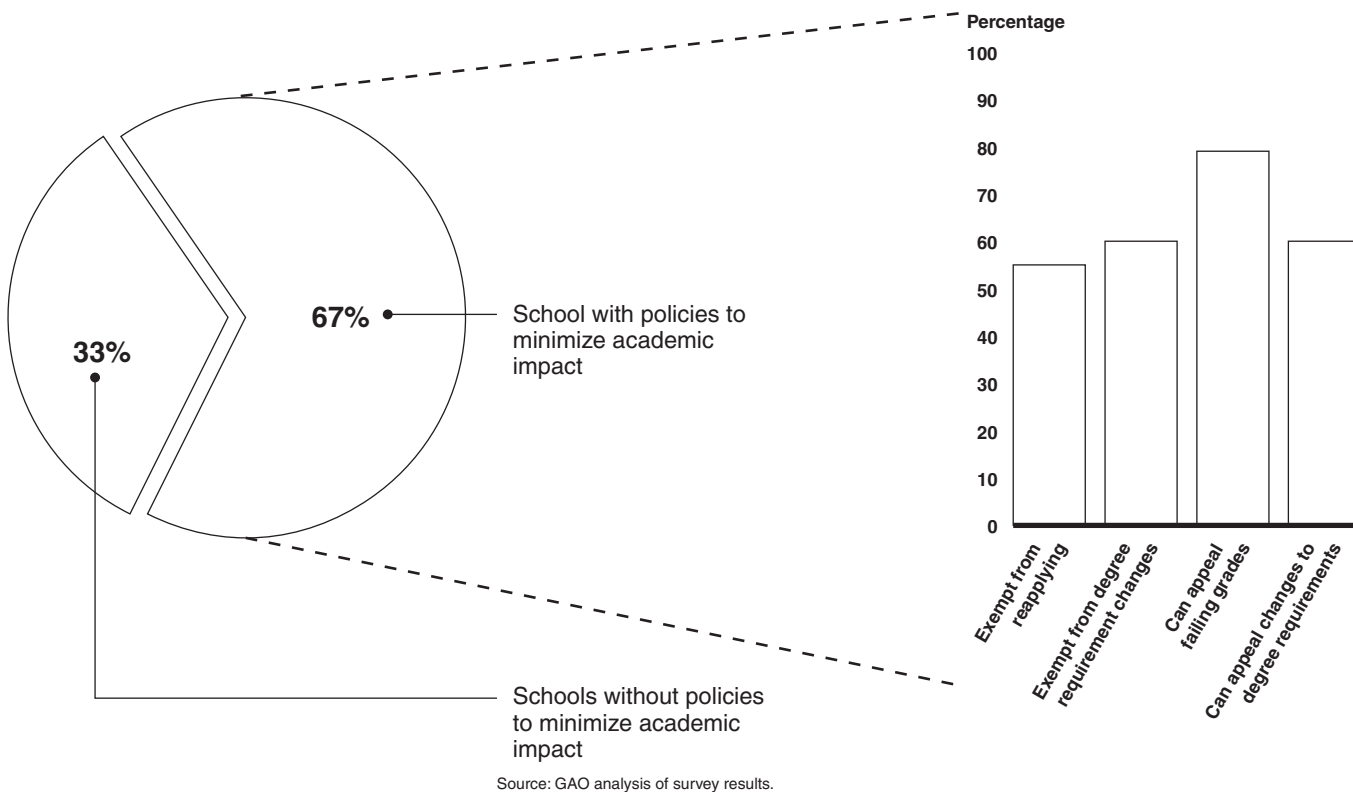 33%
67%
School with policies to
minimize academic
impact
Schools without policies
to minimize academic
impact
Percentage
100
90
80
70
60
50
40
30
20
10
0
Exempt from
reapplying
Exempt from degree
requirement changes
Can appeal
failing grades
Can appeal changes to
degree requirements
Source: GAO analysis of survey results.